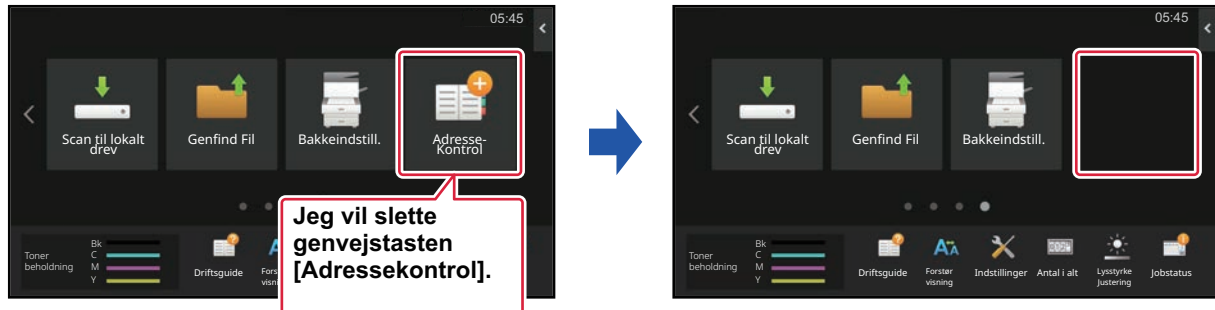 05:45
Scan til lokalt
drev
Genfind Fil
Bakkeindstill.
Adresse-
Kontrol
Jeg vil slette
genvejstasten
[Adressekontrol].
Toner
beholdning
Bk
C
M
Y
Driftsguide
05:45
Scan til lokalt
drev
Genfind Fil
Bakkeindstill.
Toner
beholdning
Bk
C
M
Y
Driftsguide
Forstør
visning
Indstillinger
Antal i alt
Lysstyrke
Justering
Jobstatus